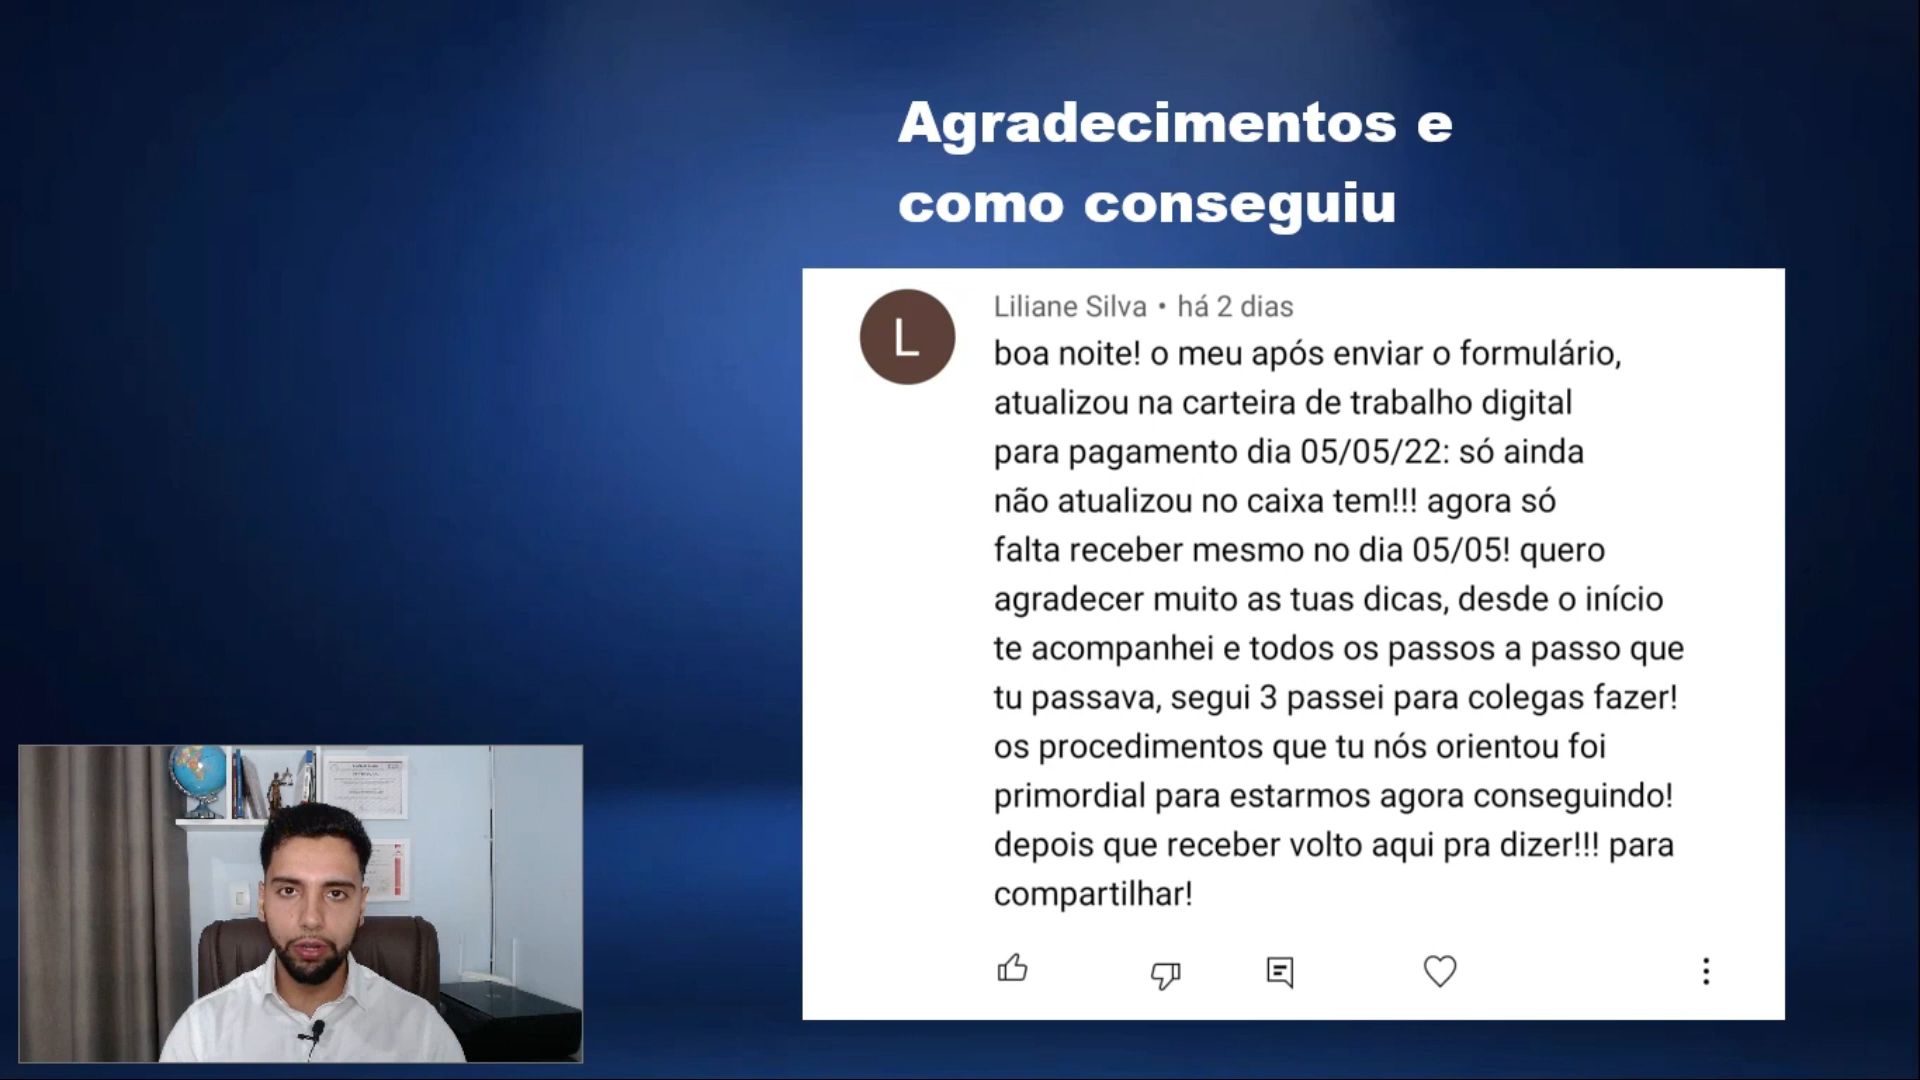 Agradecimentos e
como conseguiu
L
Liliane Silva • há 2 dias
boa noite! o meu após enviar o formulário,
atualizou na carteira de trabalho digital
para pagamento dia 05/05/22: só ainda
não atualizou no caixa tem!!! agora só
falta receber mesmo no dia 05/05! quero
agradecer muito as tuas dicas, desde o início
te acompanhei e todos os passos a passo que
tu passava, segui 3 passei para colegas fazer!
os procedimentos que tu nós orientou foi
primordial para estarmos agora conseguindo!
depois que receber volto aqui pra dizer!!! para
compartilhar!